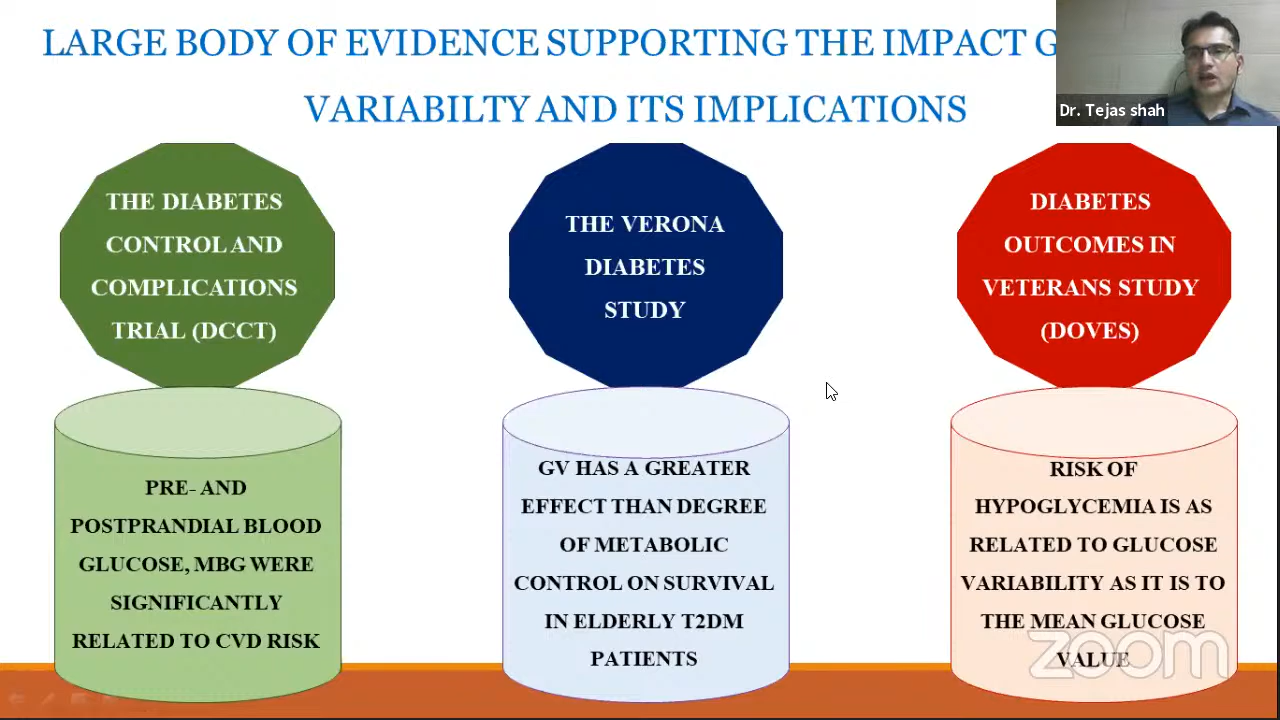 LARGE BODY OF EVIDENCE SUPPORTING THE IMPACT
VARIABILTY AND ITS IMPLICATIONS
Dr. Tejas shah
THE DIABETES
CONTROL AND
COMPLICATIONS
TRIAL (DCCT)
THE VERONA
DIABETES
STUDY
DIABETES
OUTCOMES IN
VETERANS STUDY
(DOVES)
PRE- AND
POSTPRANDIAL BLOOD
GLUCOSE, MBG WERE
SIGNIFICANTLY
RELATED TO CVD RISK
GV HAS A GREATER
EFFECT THAN DEGREE
OF METABOLIC
CONTROL ON SURVIVAL
IN ELDERLY T2DM
PATIENTS
RISK OF
HYPOGLYCEMIA IS AS
RELATED TO GLUCOSE
VARIABILITY AS IT IS TO
THE MEAN GLUCOSE
VALUE
zoom